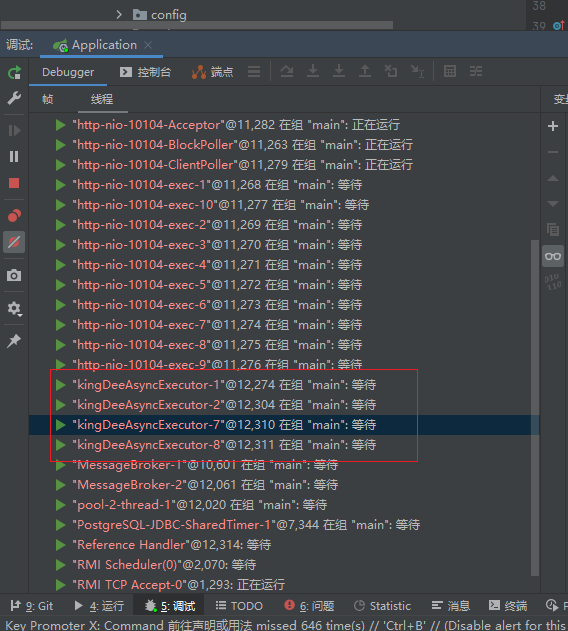 config
38
39
调试:
Application
Debugger
控制台
端点
帧
线程
变
"http-nio-10104-Acceptor"@11,282 在组 "main": 正在运行
"http-nio-10104-BlockPoller"@11,263 在组 "main": 正在运行
"http-nio-10104-ClientPoller"@11,279 在组 "main": 正在运行
"http-nio-10104-exec-1"@11,268 在组 "main": 等待
"http-nio-10104-exec-10"@11,277 在组 "main": 等待
"http-nio-10104-exec-2"@11,269 在组 "main": 等待
"http-nio-10104-exec-3"@11,270 在组 "main": 等待
"http-nio-10104-exec-4"@11,271 在组 "main": 等待
"http-nio-10104-exec-5"@11,272 在组 "main": 等待
"http-nio-10104-exec-6"@11,273 在组 "main": 等待
"http-nio-10104-exec-7"@11,274 在组 "main": 等待
"http-nio-10104-exec-8"@11,275 在组 "main": 等待
"http-nio-10104-exec-9"@11,276 在组 "main": 等待
"kingDeeAsyncExecutor-1"@12,274 在组 "main": 等待
"kingDeeAsyncExecutor-2"@12,304 在组 "main": 等待
"kingDeeAsyncExecutor-7"@12,310 在组 "main": 等待
"kingDeeAsyncExecutor-8"@12,311 在组 "main": 等待
"MessageBroker-1"@10,601 在组 "main": 等待
"MessageBroker-2"@12,061 在组 "main": 等待
"pool-2-thread-1"@12,020 在组 "main": 等待
"PostgreSQL-JDBC-SharedTimer-1"@7,344 在组 "main": 等待
"Reference Handler"@12,314: 等待
"RMI Scheduler(0)"@2,070: 等待
"RMI TCP Accept-0"@1,293: 正在运行
9: Git
4: 运行
5: 调试
TODO
6: 问题
Statistic
消息
终端
Key Promoter X: Command 前往声明或用法 missed 646 time(s) // 'Ctrl+B' // (Disable alert for this